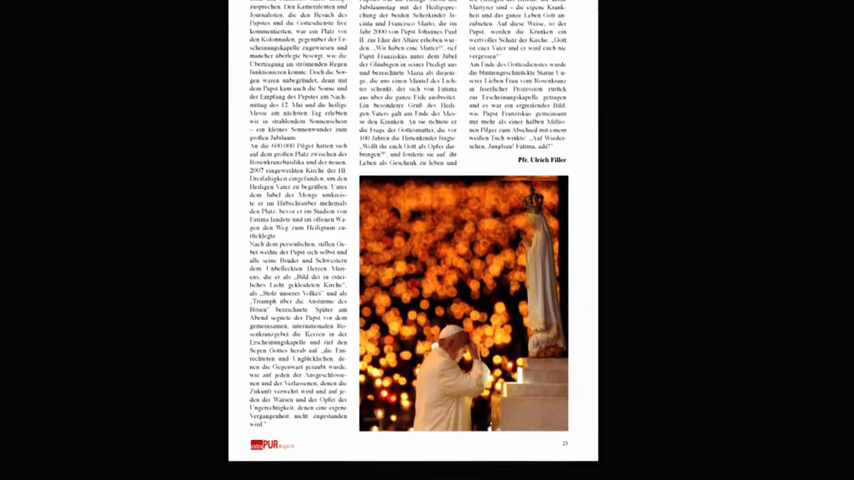 zusprechen. Den Kameraleuten und
Journalisten, die den Besuch des
Papstes und die Gottesdienste live
kommentierten, war ein Platz vor
den Kolonnaden, gegenüber der Er-
scheinungskapelle zugewiesen und
mancher überlegte besorgt, wie die
Übertragung im strömenden Regen
funktionieren könnte. Doch die Sor-
gen waren unbegründet, denn mit
dem Papst kam auch die Sonne und
der Empfang des Papstes am Nach-
mittag des 12. Mai und die heilige
Messe am nächsten Tag erlebten
wir in strahlendem Sonnenschein
– ein kleines Sonnenwunder zum
großen Jubiläum.
An die 600.000 Pilger hatten sich
auf dem großen Platz zwischen der
Rosenkranzbasilika und der neuen,
2007 eingeweihten Kirche der Hl.
Dreifaltigkeit eingefunden, um den
Heiligen Vater zu begrüßen. Unter
dem Jubel der Menge umkreis-
te er im Hubschrauber mehrmals
den Platz, bevor er im Stadion von
Fatima landete und im offenen Wa-
gen den Weg zum Heiligtum zu-
rücklegte.
Nach dem persönlichen, stillen Ge-
bet weihte der Papst sich selbst und
alle seine Brüder und Schwestern
dem Unbefleckten Herzen Mari-
ens, die er als „Bild der in öster-
liches Licht gekleideten Kirche“,
als „Stolz unseres Volkes“ und als
„Triumph über die Anstürme des
Bösen“ bezeichnete. Später am
Abend segnete der Papst vor dem
gemeinsamen, internationalen Ro-
senkranzgebet die Kerzen in der
Erscheinungskapelle und rief den
Segen Gottes herab auf „die Ent-
rechteten und Unglücklichen, de-
nen die Gegenwart geraubt wurde,
wie auf jeden der Ausgeschlosse-
nen und der Verlassenen, denen die
Zukunft verwehrt wird und auf je-
den der Waisen und der Opfer der
Ungerechtigkeit, denen eine eigene
Vergangenheit nicht zugestanden
wird.“
Jubiläumstag mit der Heiligspre-
chung der beiden Seherkinder Ja-
cinta und Francisco Marto, die im
Jahr 2000 von Papst Johannes Paul
II. zur Ehre der Altäre erhoben wur-
den. „Wir haben eine Mutter!“, rief
Papst Franziskus unter dem Jubel
der Gläubigen in seiner Predigt aus
und bezeichnete Maria als diejeni-
ge, die uns einen Mantel des Lich-
tes schenkt, der sich von Fatima
aus über die ganze Erde ausbreitet.
Ein besonderer Gruß des Heili-
gen Vaters galt am Ende der Mes-
se den Kranken. An sie richtete er
die Frage der Gottesmutter, die vor
100 Jahren die Hirtenkinder fragte:
„Wollt ihr euch Gott als Opfer dar-
bringen?“, und forderte sie auf, ihr
Leben als Geschenk zu leben und
Märtyrer sind – die eigene Krank-
heit und das ganze Leben Gott an-
zubieten. Auf diese Weise, so der
Papst, werden die Kranken ein
wertvoller Schatz der Kirche: „Gott
ist euer Vater und er wird euch nie
vergessen!“
Am Ende des Gottesdienstes wurde
die blumengeschmückte Statue Un-
serer Lieben Frau vom Rosenkranz
in feierlicher Prozession zurück
zur Erscheinungskapelle getragen
und es war ein ergreifendes Bild,
wie Papst Franziskus gemeinsam
mit mehr als einer halben Millio-
nen Pilger zum Abschied mit einem
weißen Tuch winkte: „Auf Wieder-
sehen, Jungfrau! Fatima, adé!“
Pfr. Ulrich Filler
PUR magazin
25